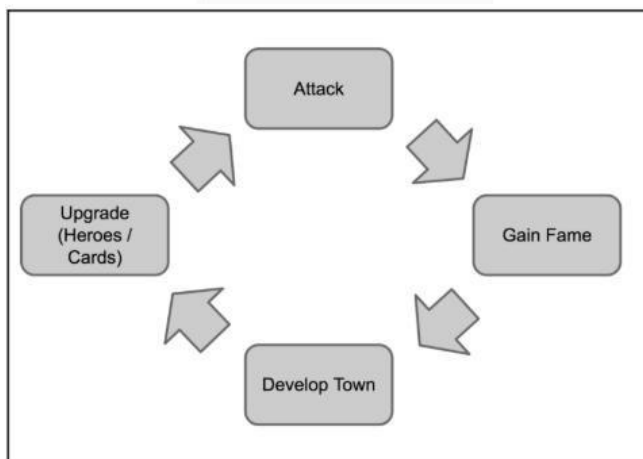 Attack
Upgrade
(Heroes /
Cards)
Gain Fame
Develop Town